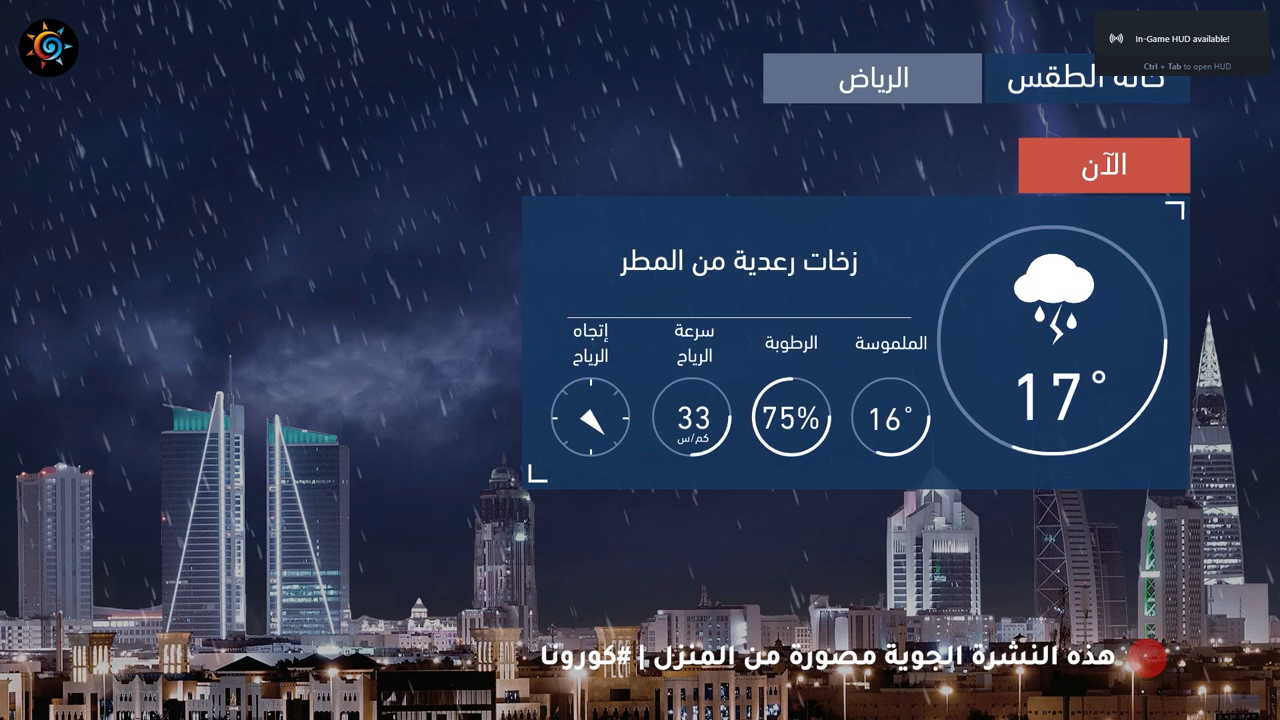 In-Game HUD available!
Ctrl + Tab to open HUD
حالة الطقس
الرياض
الآن
زخات رعدية من المطر
17°
الملموسة
16°
الرطوبة
75%
سرعة
الرياح
33
كم/س
إتجاه
الرياح
هذه النشرة الجوية مصورة من المنزل | #كورونا